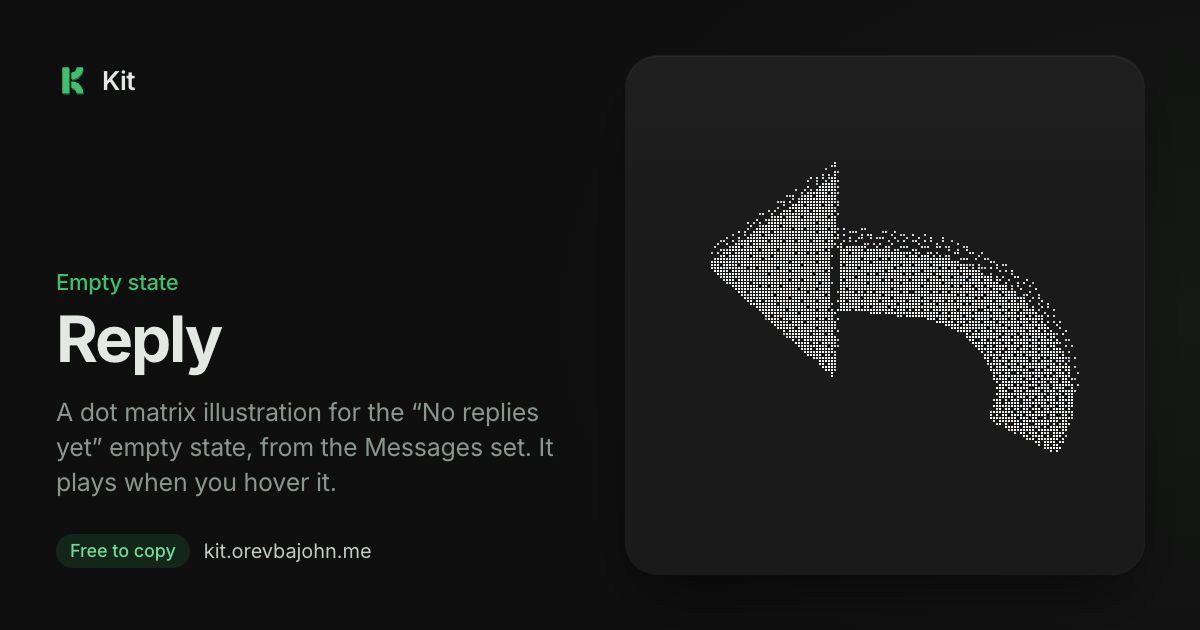 Kit
Empty state
Reply
A dot matrix illustration for the “No replies
yet” empty state, from the Messages set. It
plays when you hover it.
Free to copy
kit.orevbajohn.me